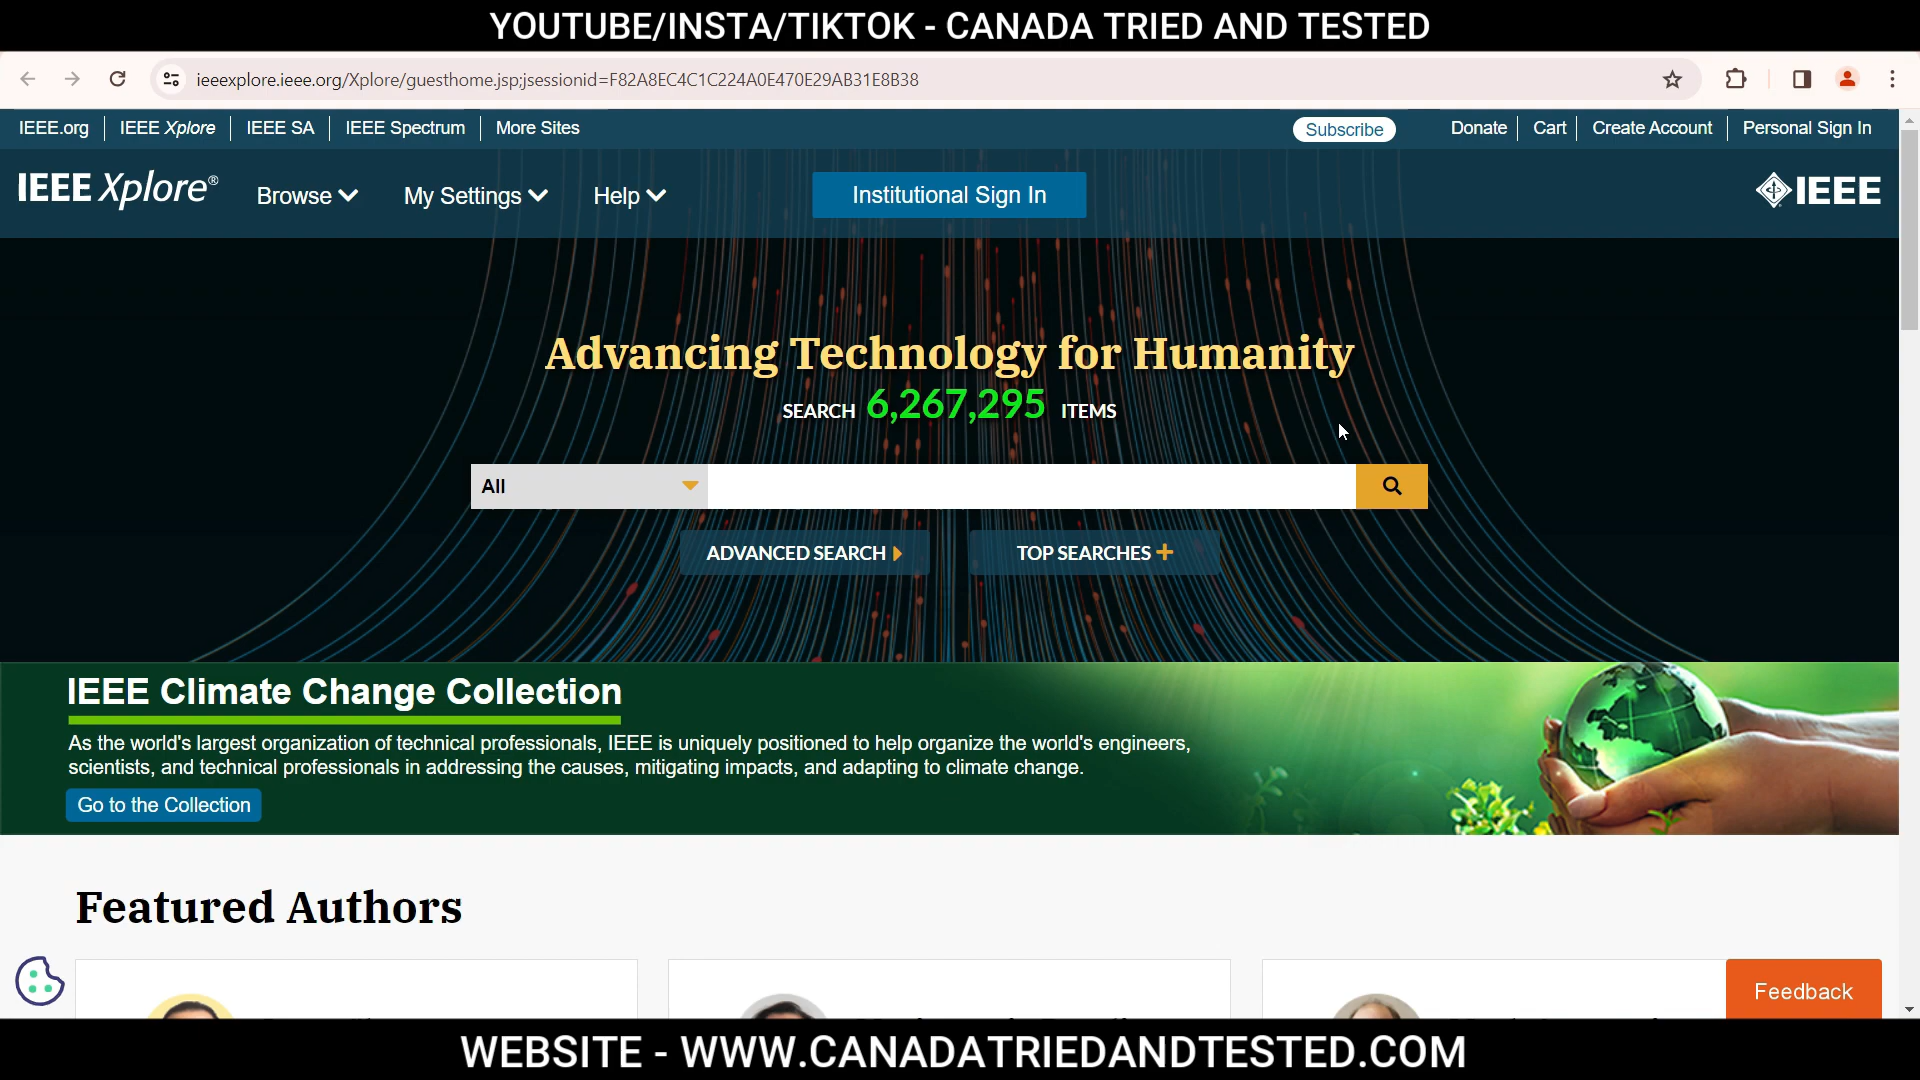 YOUTUBE/INSTA/TIKTOK - CANADA TRIED AND TESTED
ieeexplore.ieee.org/Xplore/guesthome.jsp;jsessionid=F82A8EC4C1C224A0E470E29AB31E8B38
IEEE.org IEEE Xplore IEEE SA IEEE Spectrum More Sites Subscribe Donate Cart Create Account Personal Sign In
IEEE Xplore® Browse My Settings Help Institutional Sign In IEEE
Advancing Technology for Humanity
SEARCH 6,267,295 ITEMS
All
ADVANCED SEARCH TOP SEARCHES
IEEE Climate Change Collection
As the world's largest organization of technical professionals, IEEE is uniquely positioned to help organize the world's engineers,
scientists, and technical professionals in addressing the causes, mitigating impacts, and adapting to climate change.
Go to the Collection
Featured Authors
Feedback
WEBSITE - WWW.CANADATRIEDANDTESTED.COM